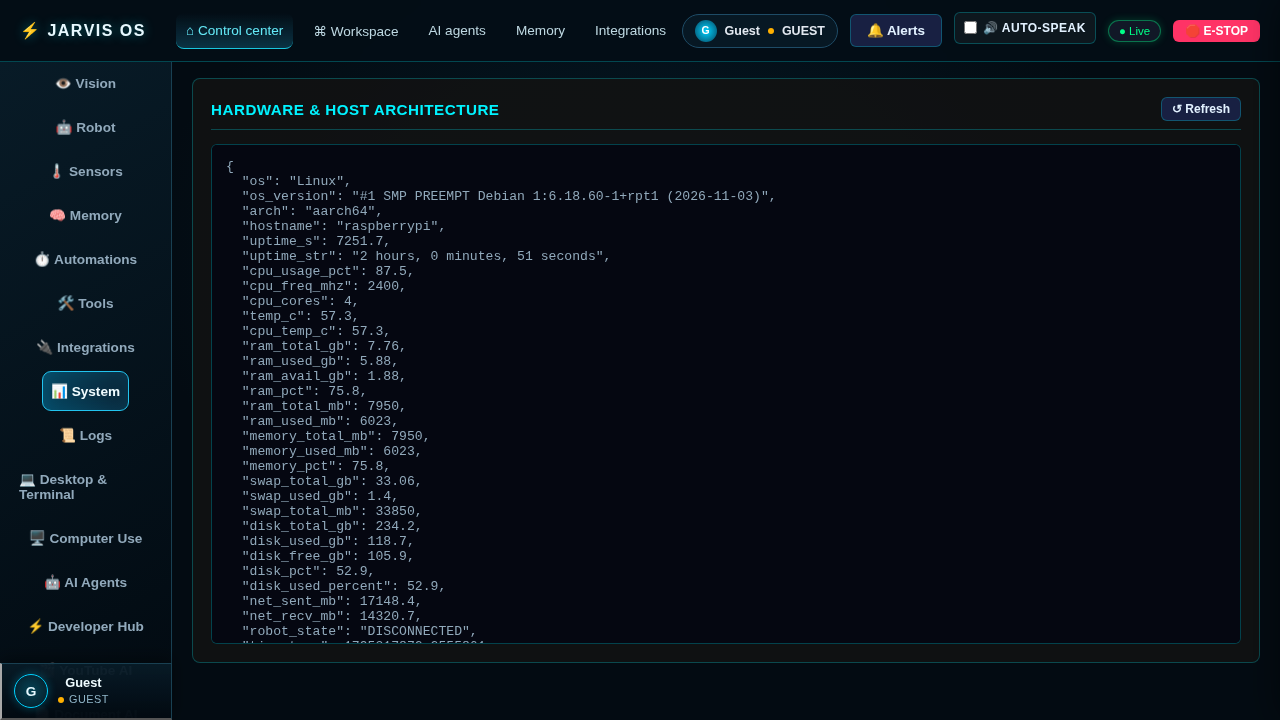 ⚡ JARVIS OS
⌂ Control center
⌘ Workspace
AI agents
Memory
Integrations
G Guest ● GUEST
🔔 Alerts
🔊 AUTO-SPEAK
● Live
🛑 E-STOP
👁️ Vision
🤖 Robot
🌡️ Sensors
🧠 Memory
⏱️ Automations
🛠️ Tools
🔌 Integrations
📊 System
📜 Logs
💻 Desktop &
Terminal
🖥️ Computer Use
🤖 AI Agents
⚡ Developer Hub
YouTube AI
G
Guest
● GUEST
HARDWARE & HOST ARCHITECTURE
↺ Refresh
{
  "os": "Linux",
  "os_version": "#1 SMP PREEMPT Debian 1:6.18.60-1+rpt1 (2026-11-03)",
  "arch": "aarch64",
  "hostname": "raspberrypi",
  "uptime_s": 7251.7,
  "uptime_str": "2 hours, 0 minutes, 51 seconds",
  "cpu_usage_pct": 87.5,
  "cpu_freq_mhz": 2400,
  "cpu_cores": 4,
  "temp_c": 57.3,
  "cpu_temp_c": 57.3,
  "ram_total_gb": 7.76,
  "ram_used_gb": 5.88,
  "ram_avail_gb": 1.88,
  "ram_pct": 75.8,
  "ram_total_mb": 7950,
  "ram_used_mb": 6023,
  "memory_total_mb": 7950,
  "memory_used_mb": 6023,
  "memory_pct": 75.8,
  "swap_total_gb": 33.06,
  "swap_used_gb": 1.4,
  "swap_total_mb": 33850,
  "disk_total_gb": 234.2,
  "disk_used_gb": 118.7,
  "disk_free_gb": 105.9,
  "disk_pct": 52.9,
  "disk_used_percent": 52.9,
  "net_sent_mb": 17148.4,
  "net_recv_mb": 14320.7,
  "robot_state": "DISCONNECTED",